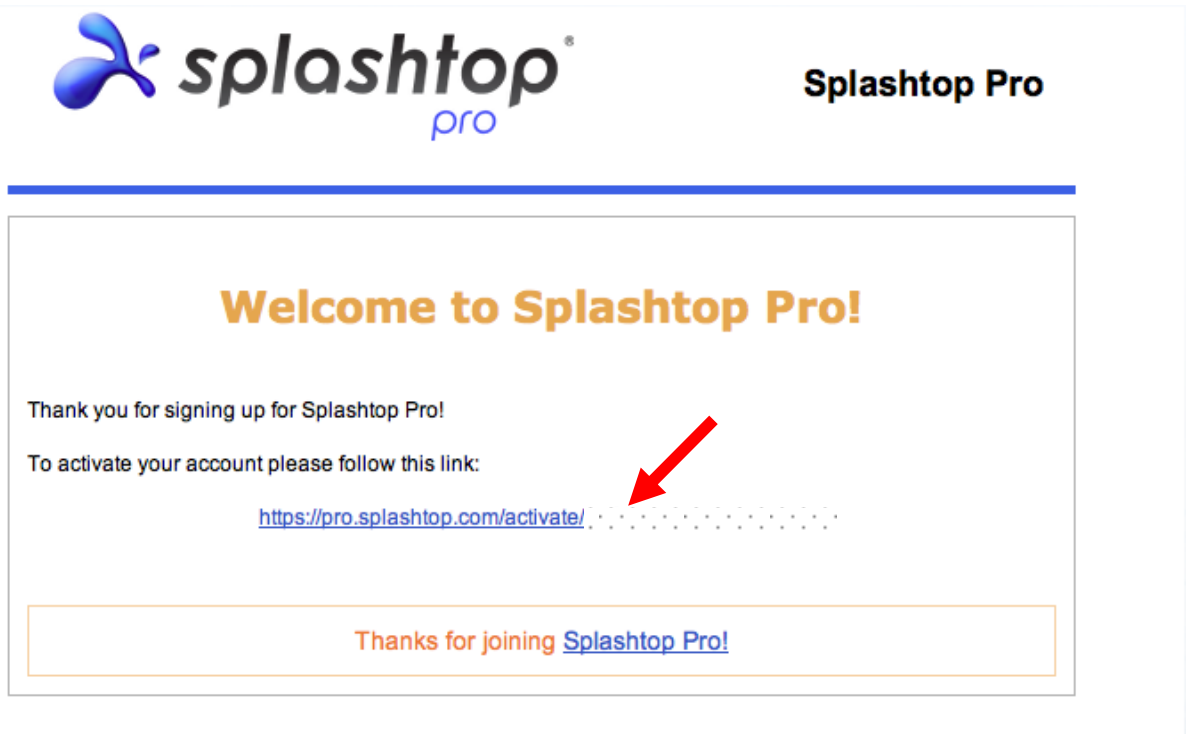 splashtop®
pro
Splashtop Pro
Welcome to Splashtop Pro!
Thank you for signing up for Splashtop Pro!
To activate your account please follow this link:
https://pro.splashtop.com/activate/
Thanks for joining Splashtop Pro!